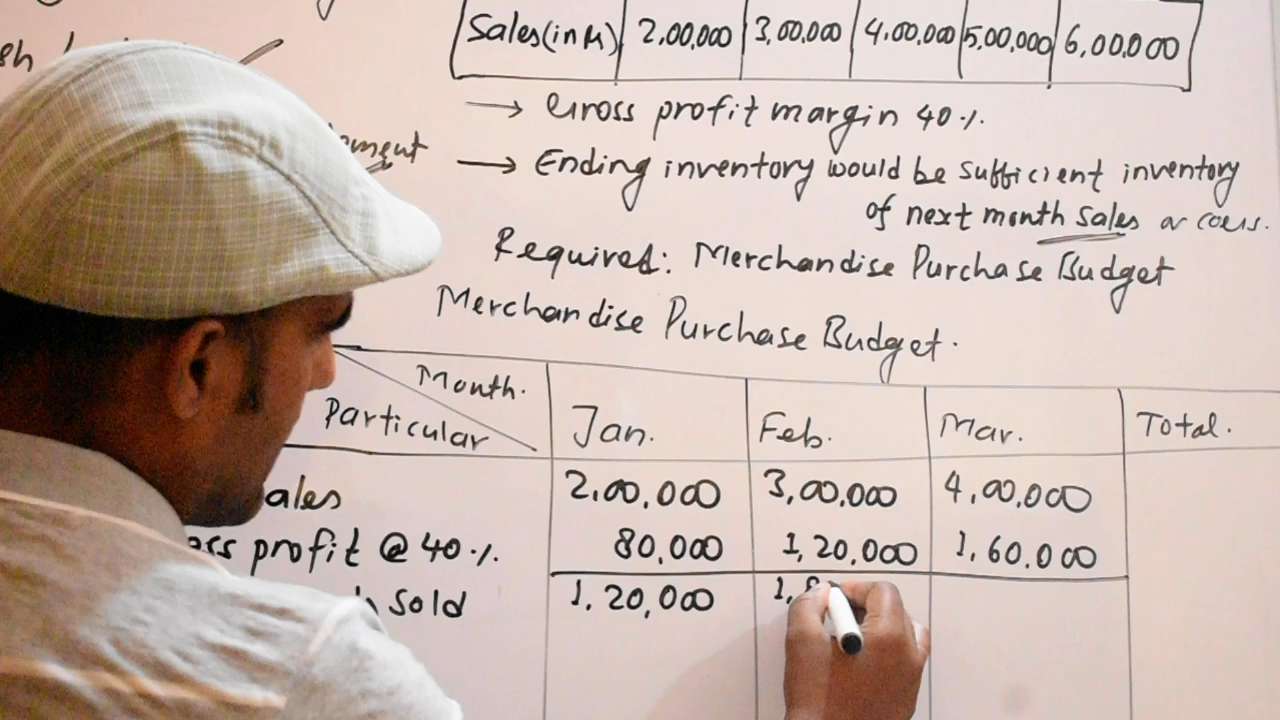 Sales(in ) 2,00,000 3,00,000 4,00,000 5,00,000 6,00,000
→ Gross profit margin 40%.
→ Ending inventory would be sufficient inventory
of next month sales or
Required: Merchandise Purchase Budget
Merchandise Purchase Budget.
Month.
Particular Jan. Feb. Mar. Total.
ales 2,00,000 3,00,000 4,00,000
profit @ 40% 80,000 1,20,000 1,60,000
Sold 1,20,000 1,